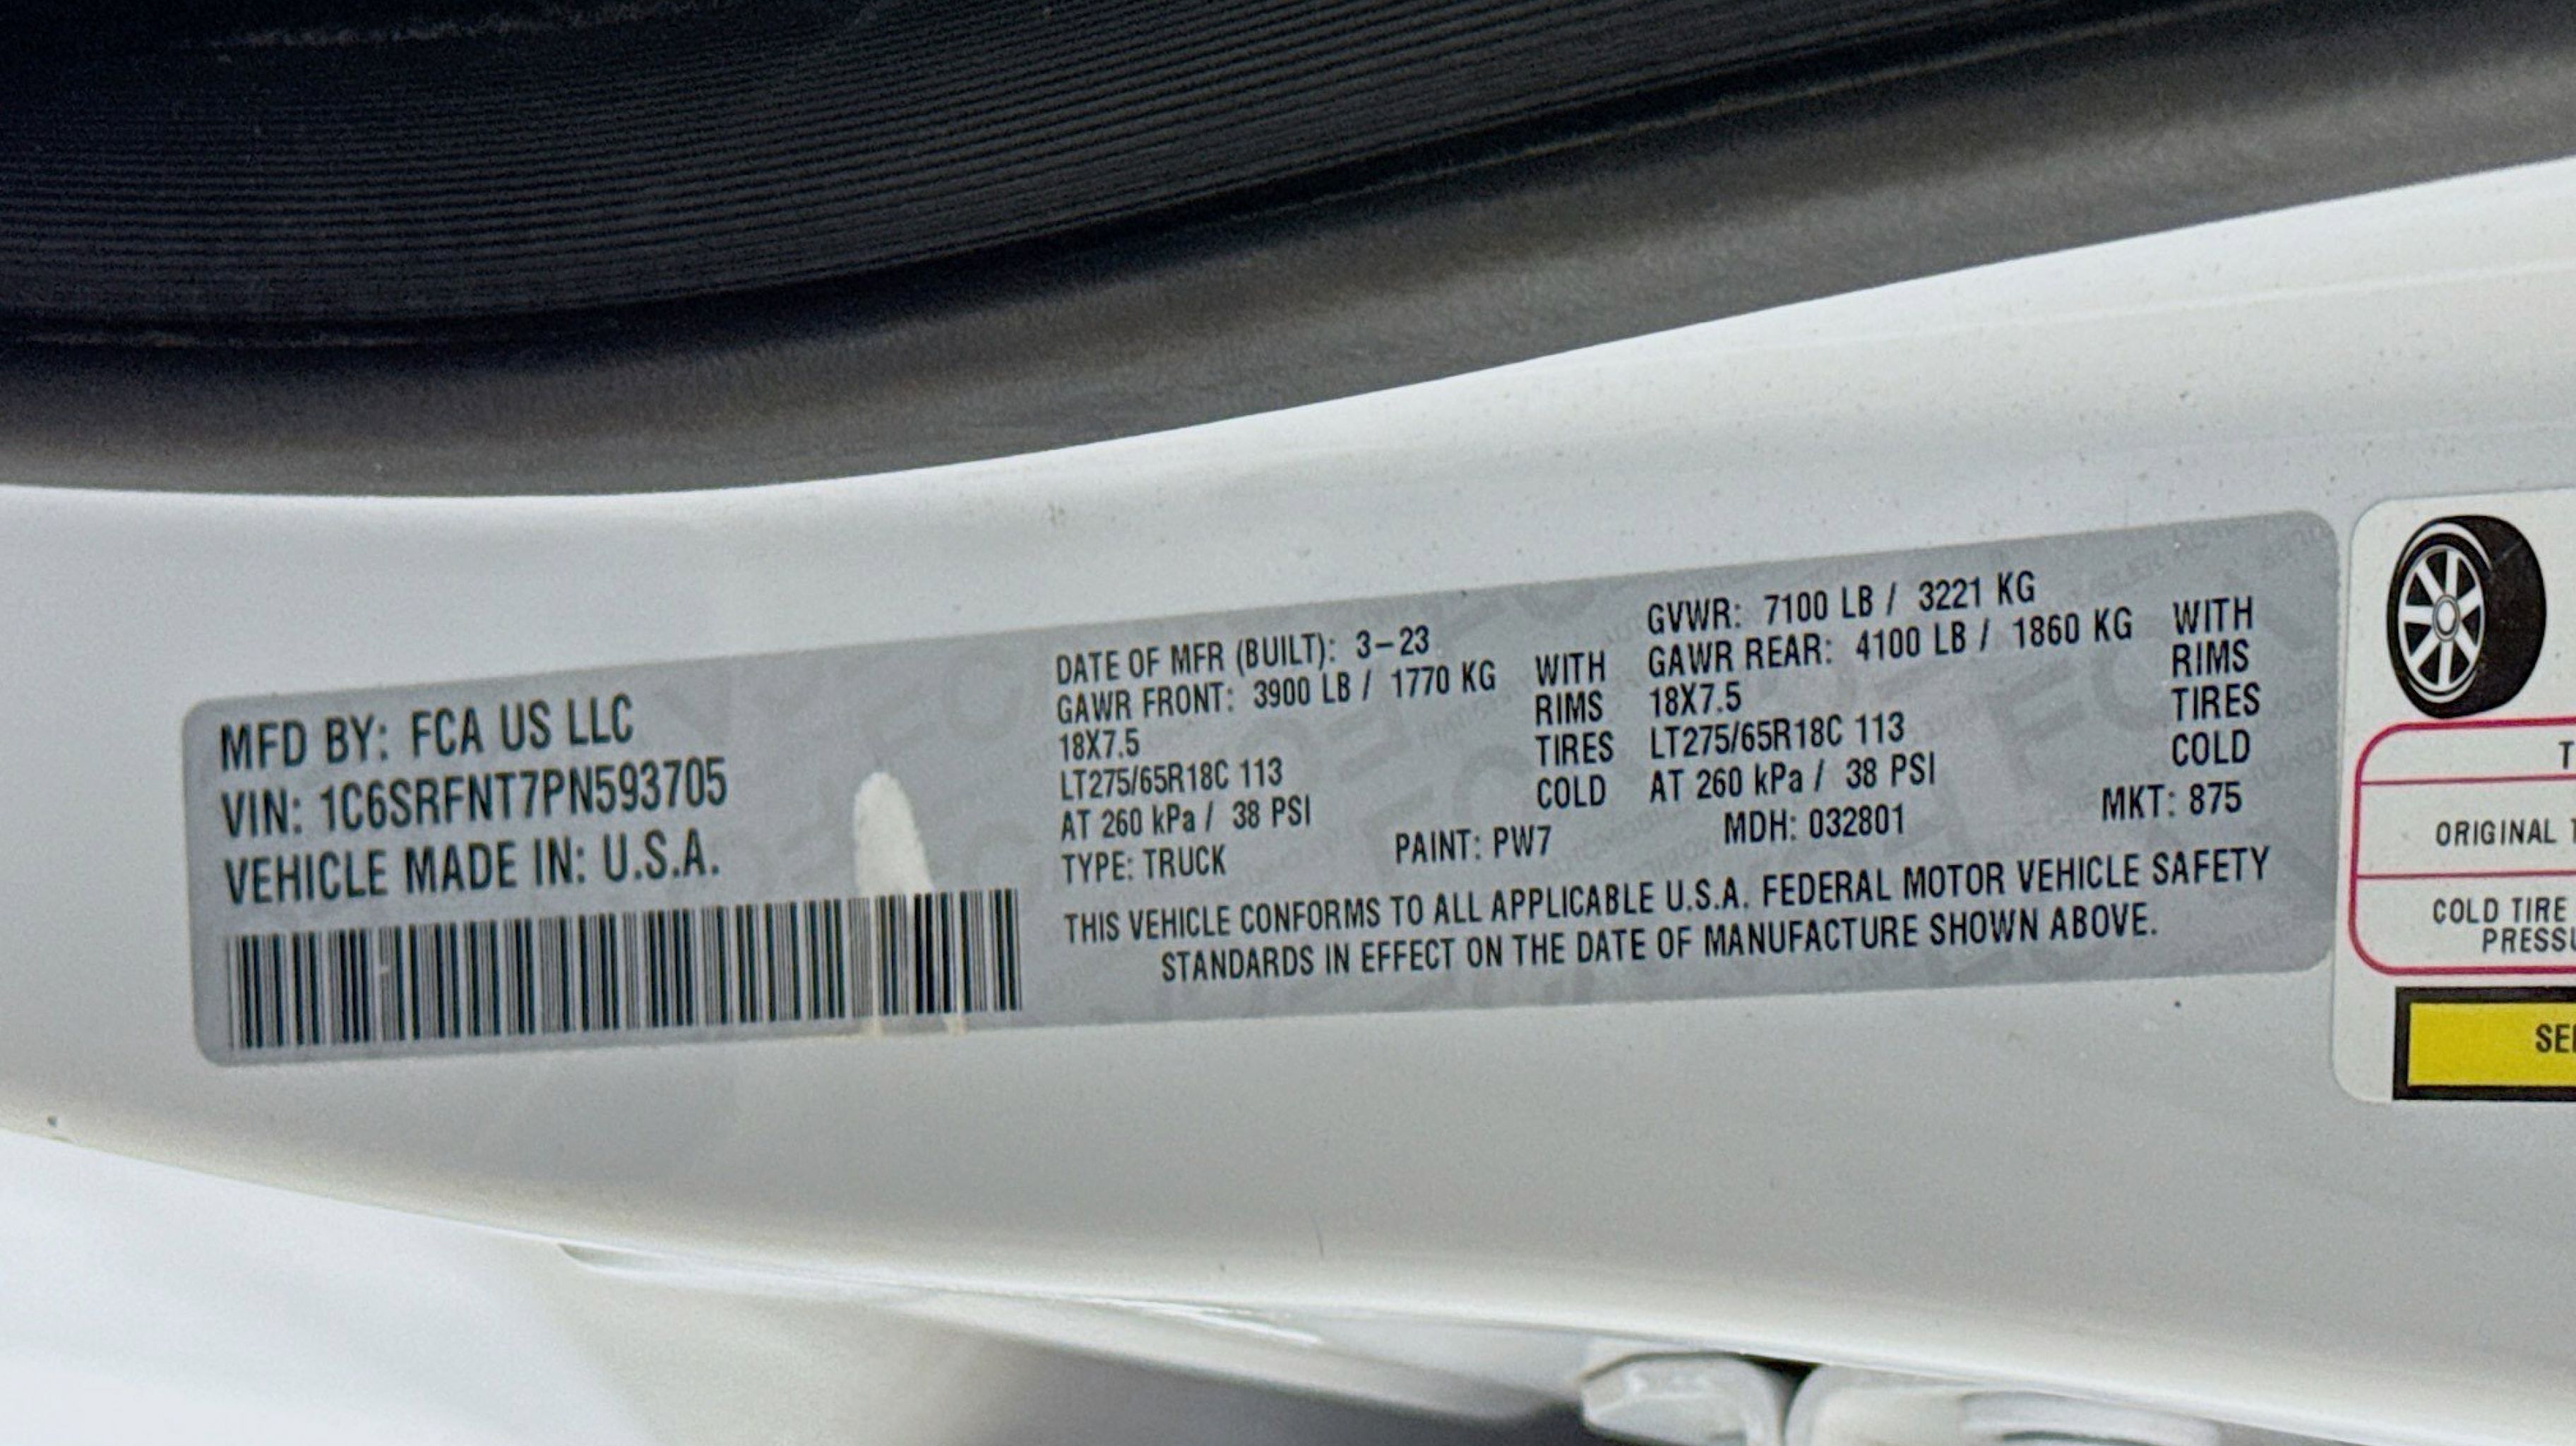 MFD BY: FCA US LLC
VIN: 1C6SRFNT7PN593705
VEHICLE MADE IN: U.S.A.
DATE OF MFR (BUILT): 3-23
GAWR FRONT: 3900 LB / 1770 KG WITH
18X7.5 RIMS
LT275/65R18C 113 TIRES
AT 260 kPa / 38 PSI COLD
GVWR: 7100 LB / 3221 KG
GAWR REAR: 4100 LB / 1860 KG WITH
18X7.5 RIMS
LT275/65R18C 113 TIRES
AT 260 kPa / 38 PSI COLD
TYPE: TRUCK PAINT: PW7 MDH: 032801 MKT: 875
THIS VEHICLE CONFORMS TO ALL APPLICABLE U.S.A. FEDERAL MOTOR VEHICLE SAFETY
STANDARDS IN EFFECT ON THE DATE OF MANUFACTURE SHOWN ABOVE.
ORIGINAL
COLD TIRE